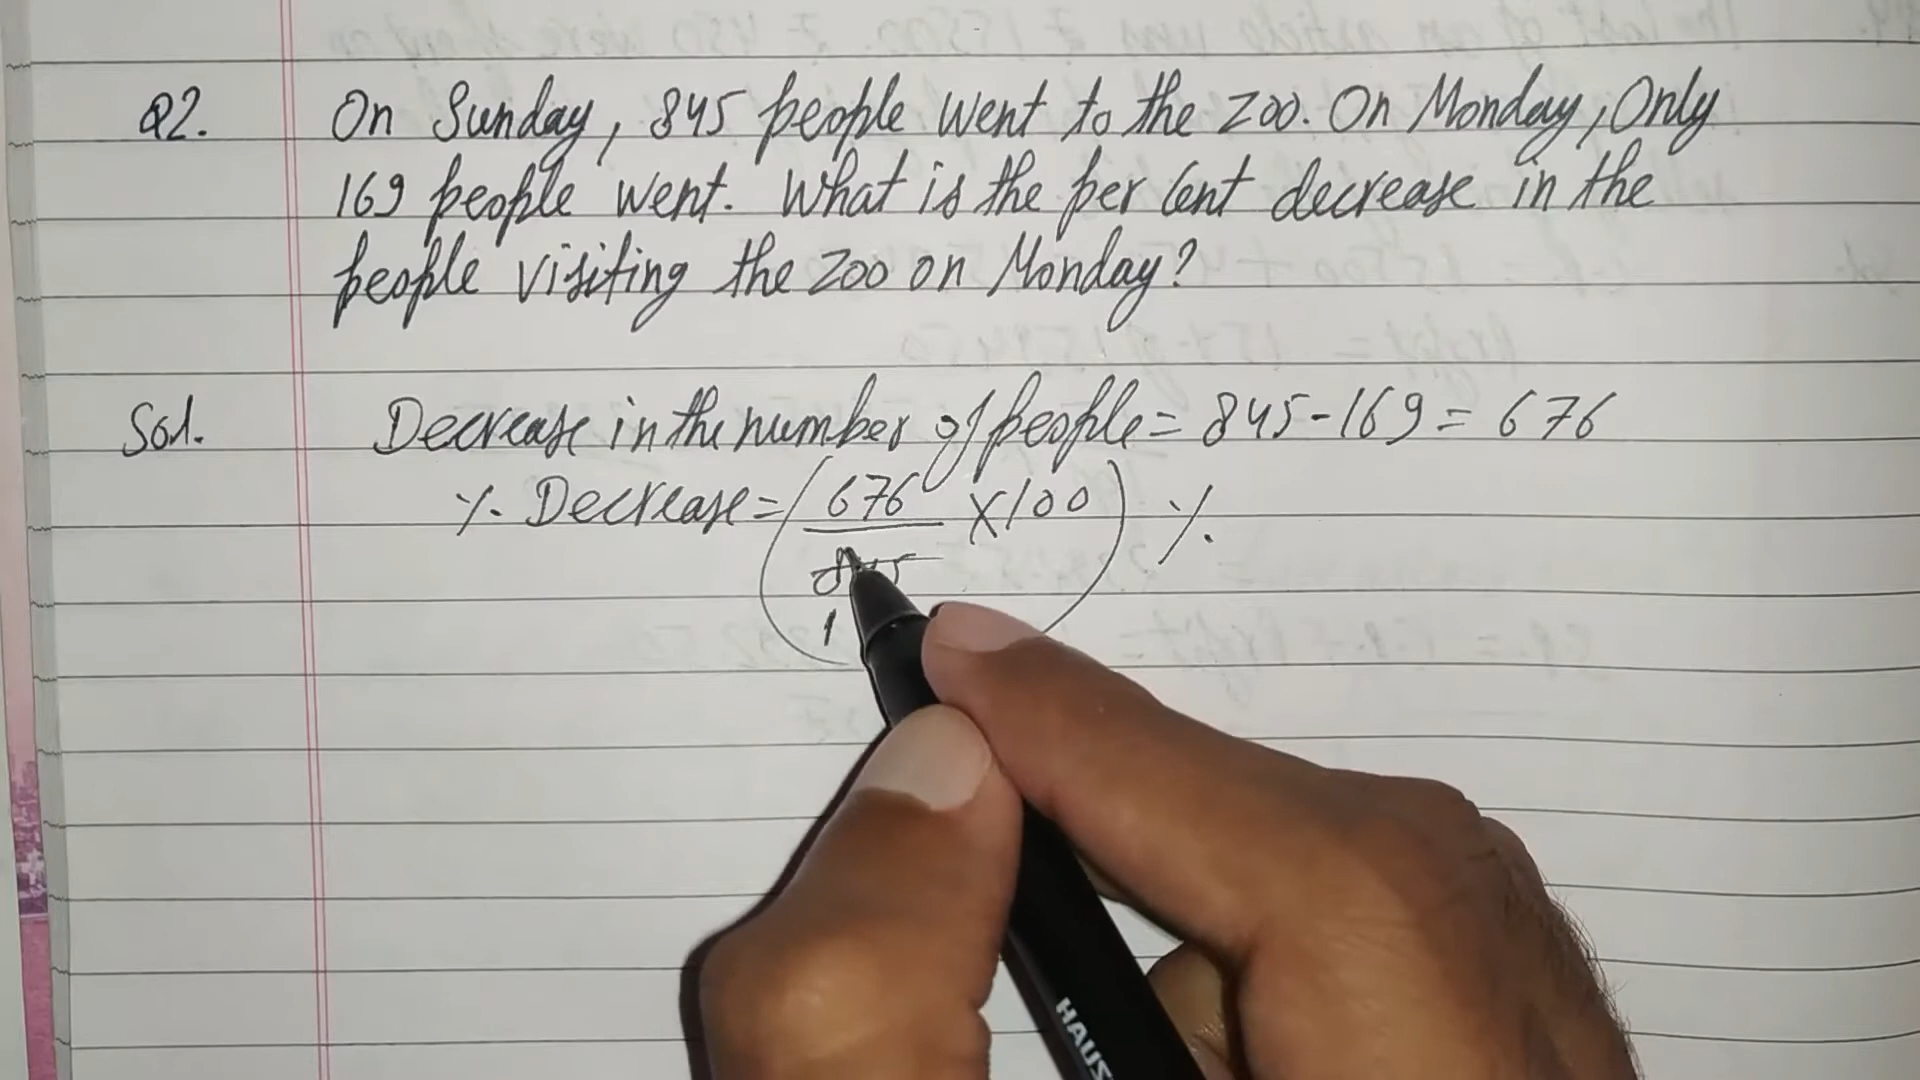 Q2. On Sunday, 845 people went to the zoo. On Monday, Only
169 people went. What is the per cent decrease in the
people visiting the zoo on Monday?
Sol. Decrease in the number of people = 845-169 = 676
% Decrease = (676/845 ×100) %
1
HAUS